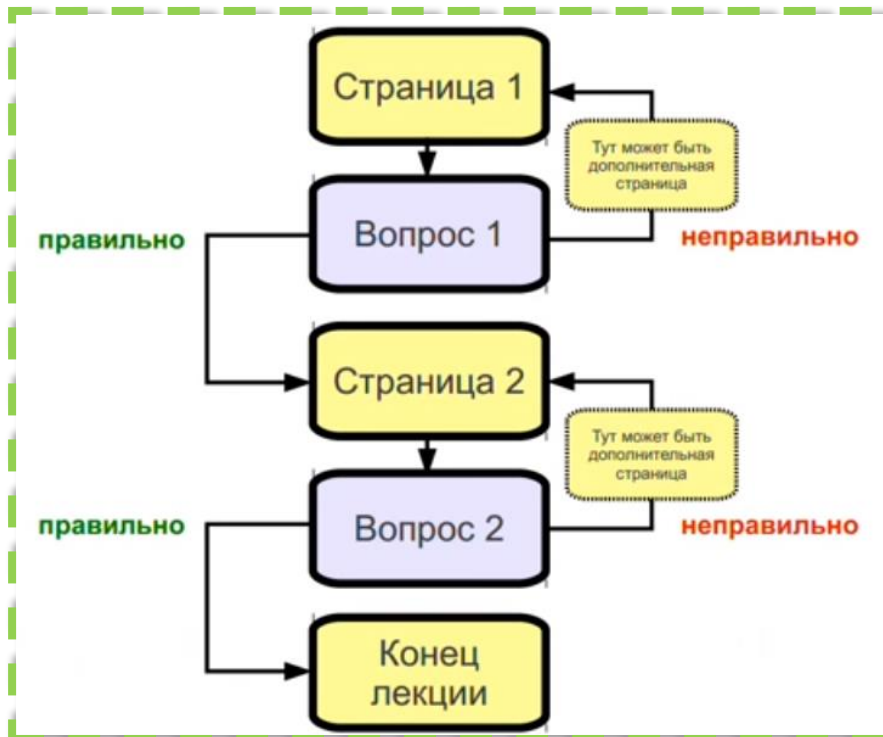 Страница 1
Тут может быть
дополнительная
страница
Вопрос 1
правильно
неправильно
Страница 2
Тут может быть
дополнительная
страница
Вопрос 2
правильно
неправильно
Конец
лекции